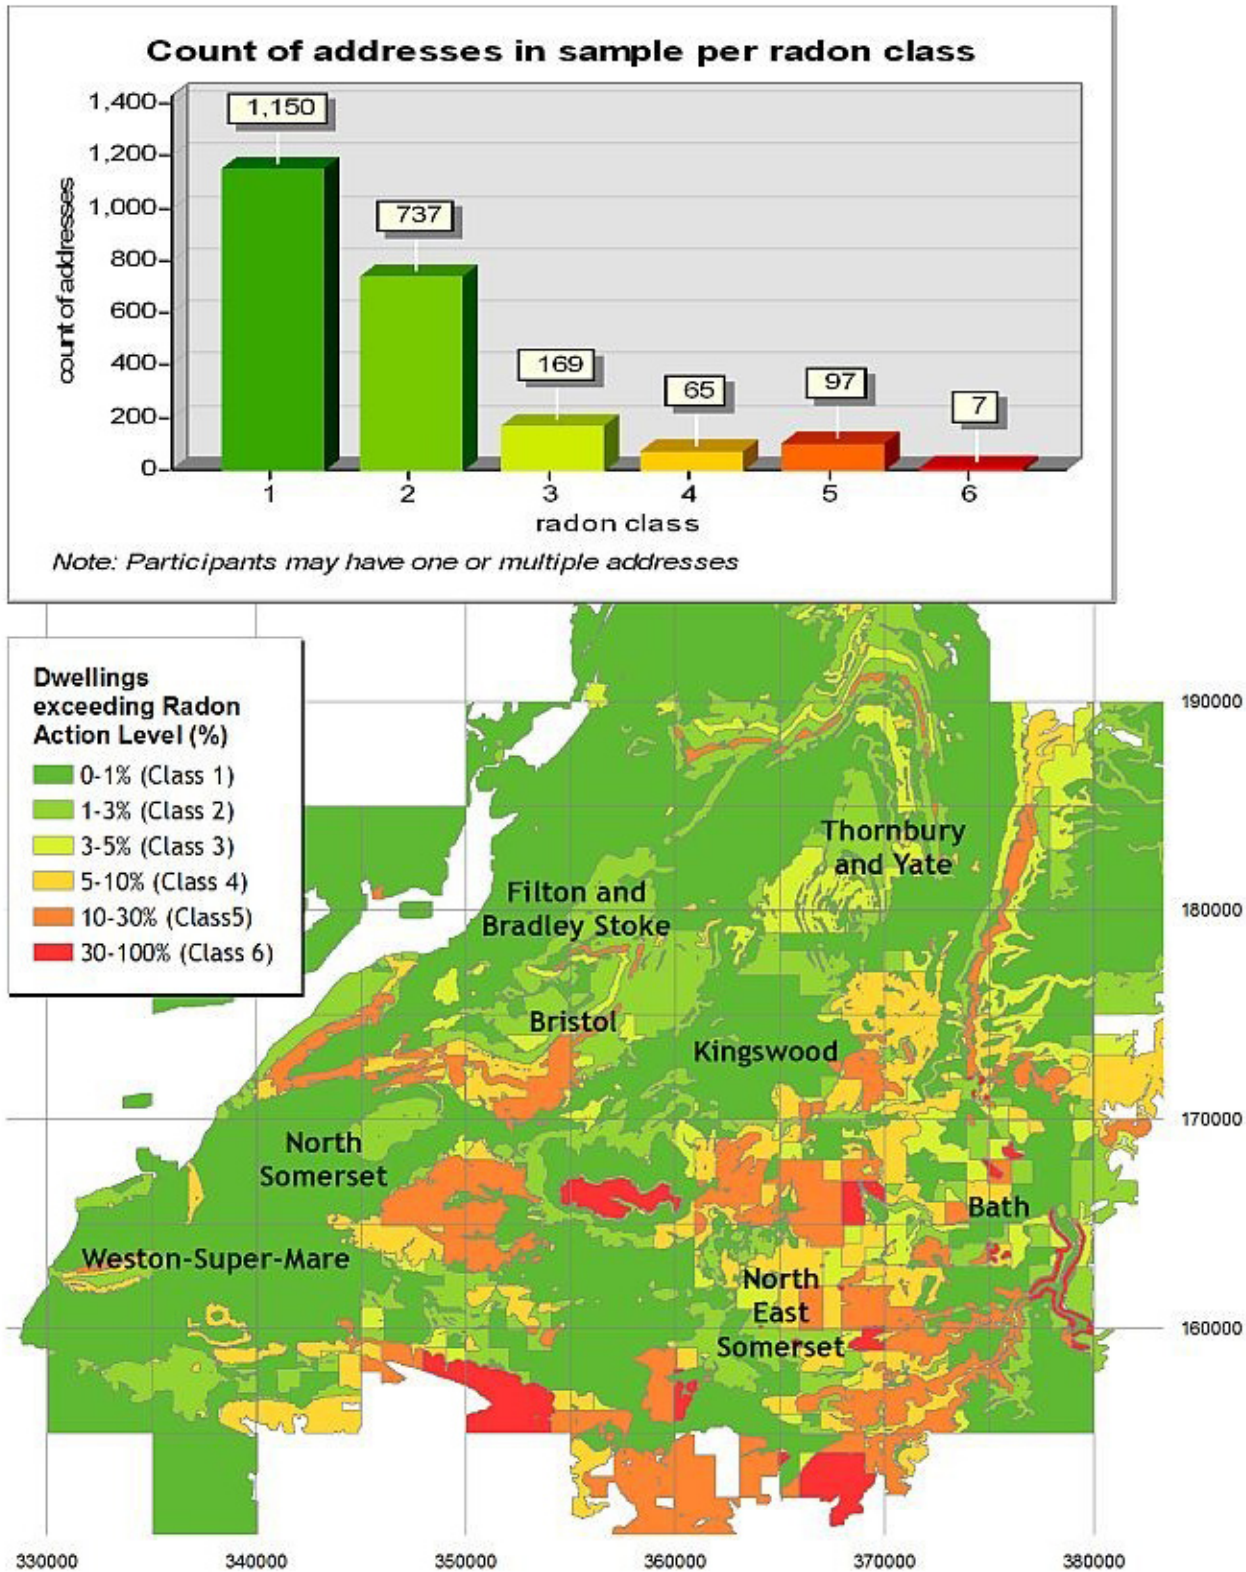 Count of addresses in sample per radon class
1,400
1,200
1,000
800
600
400
200
0
count of addresses
1,150
737
169
65
97
7
1 2 3 4 5 6
radon class
Note: Participants may have one or multiple addresses
Dwellings
exceeding Radon
Action Level (%)
0-1% (Class 1)
1-3% (Class 2)
3-5% (Class 3)
5-10% (Class 4)
10-30% (Class5)
30-100% (Class 6)
190000
Thornbury
and Yate
Filton and
Bradley Stoke
180000
Bristol
Kingswood
170000
North
Somerset
Bath
Weston-Super-Mare
North
East
Somerset
160000
330000 340000 350000 360000 370000 380000